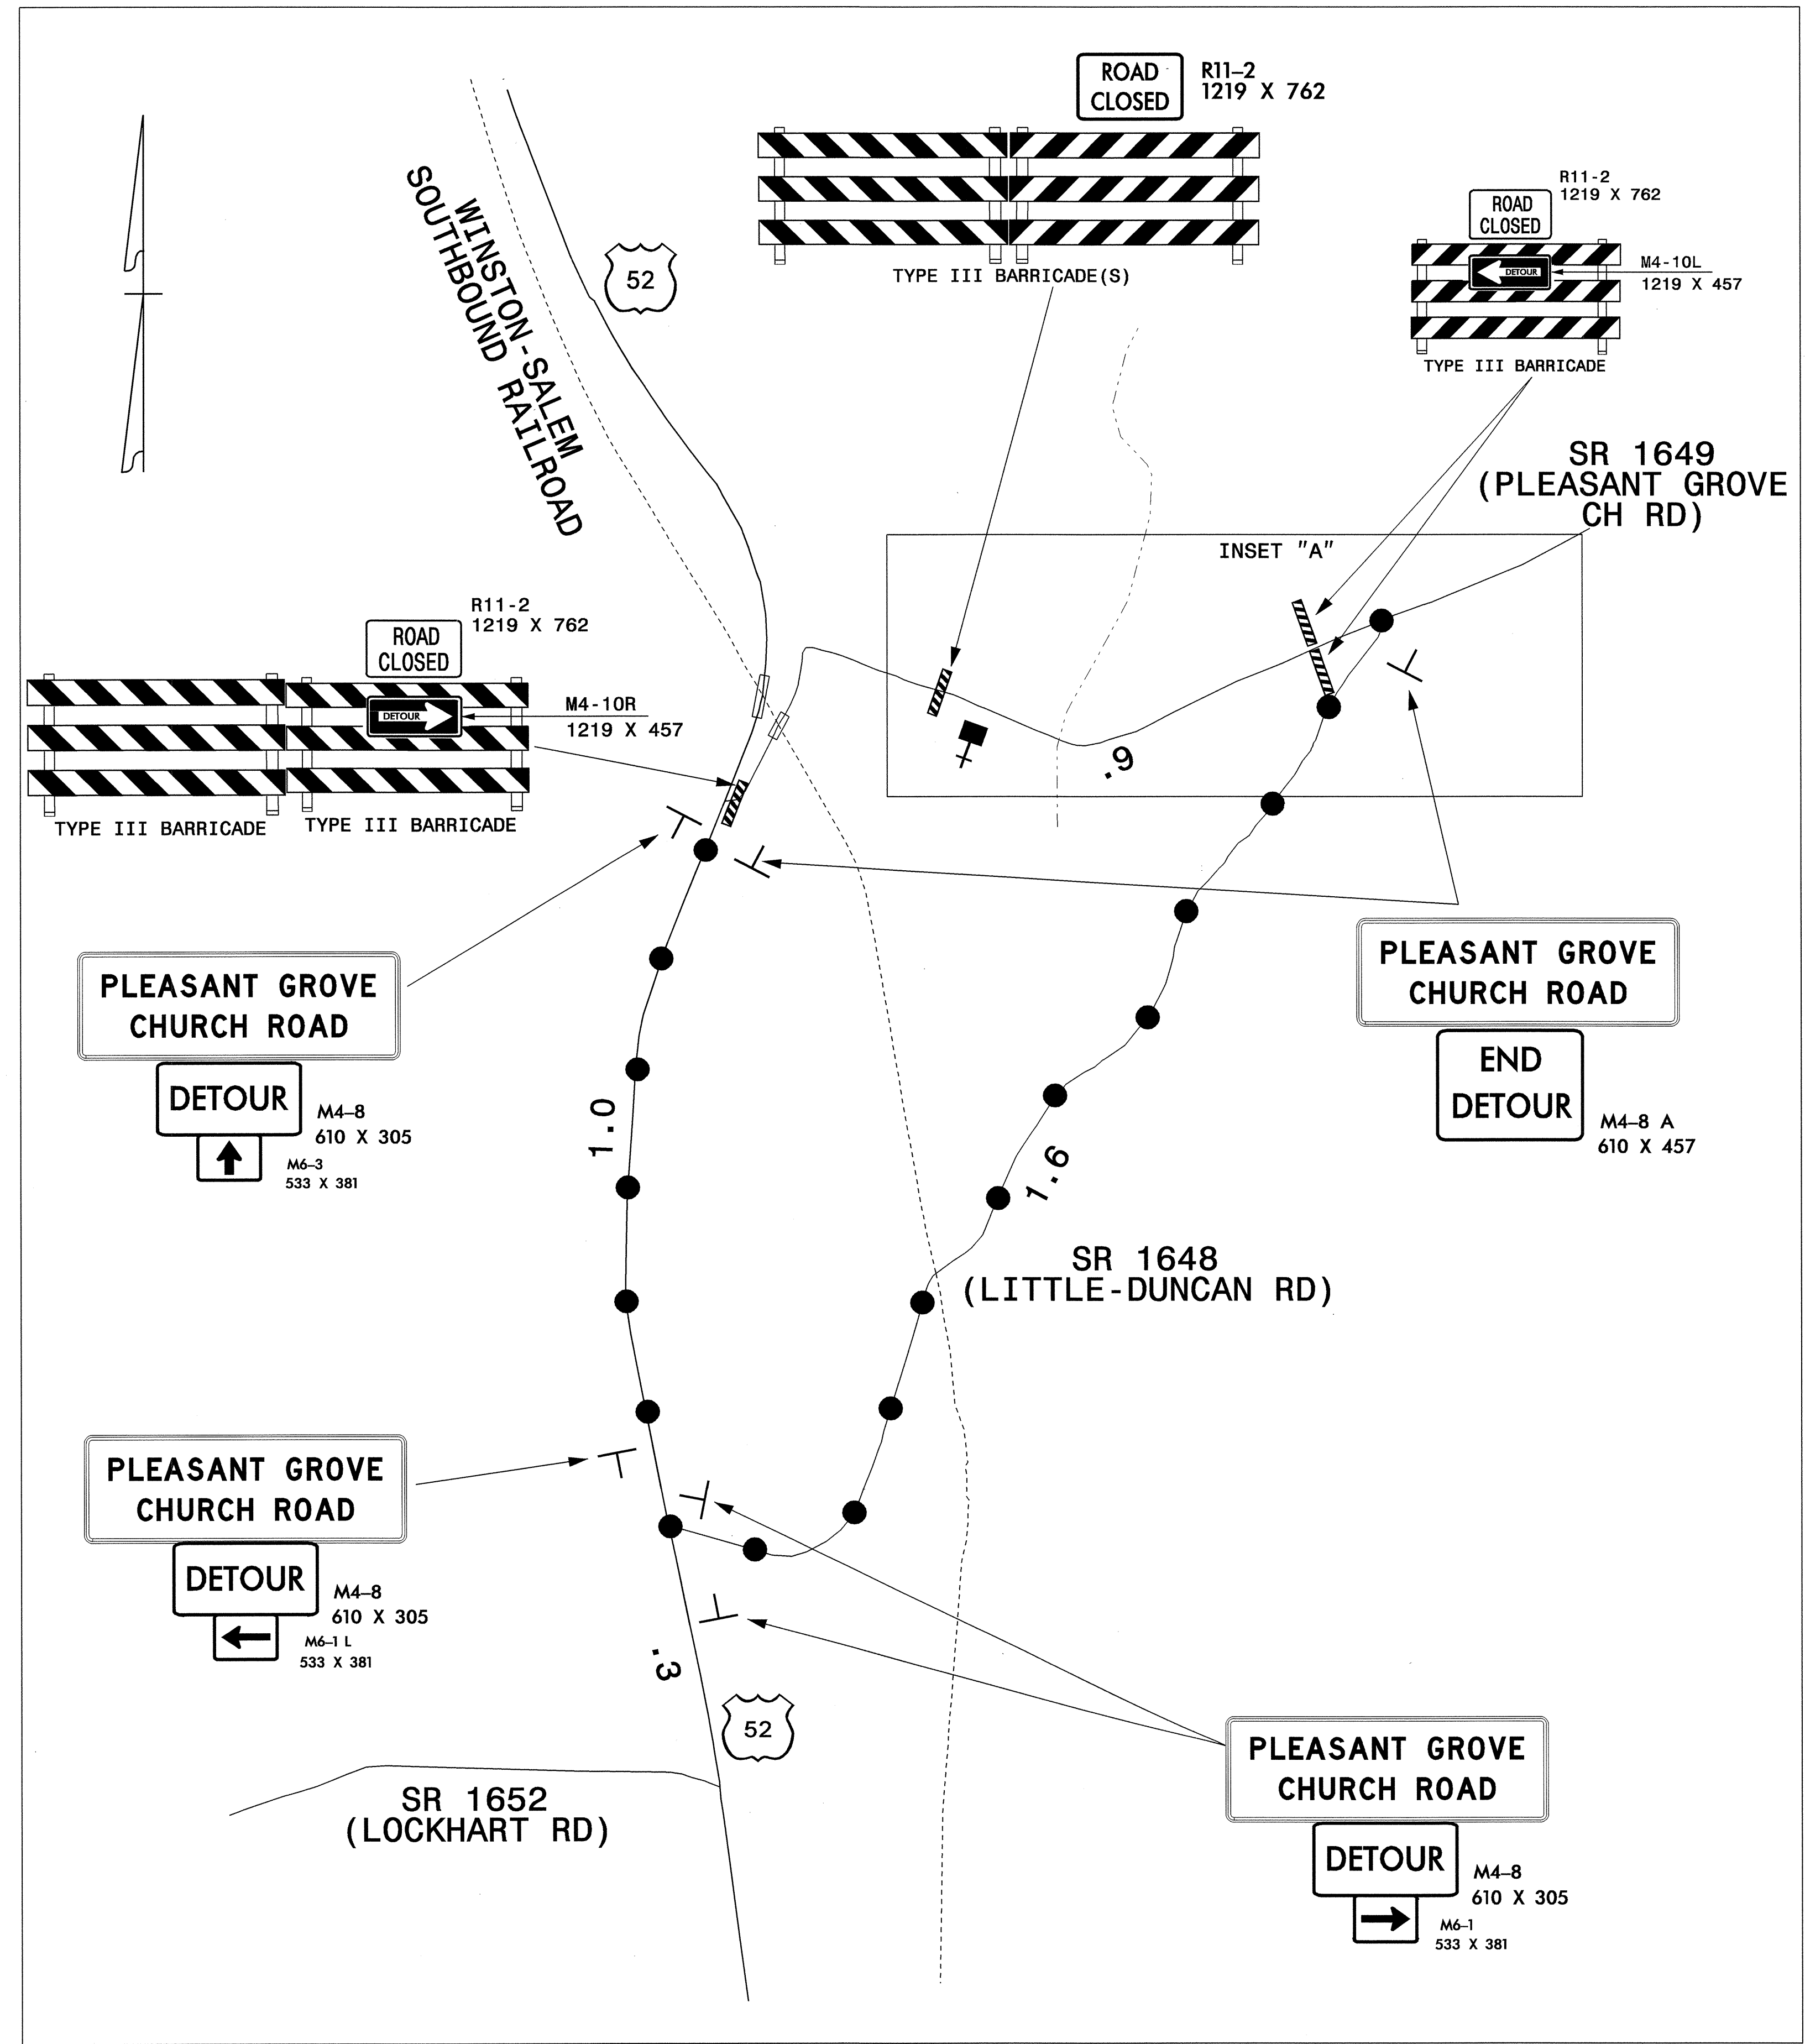 ROAD
CLOSED
R11-2
1219 X 762
TYPE III BARRICADE(S)
R11-2
1219 X 762
ROAD
CLOSED
DETOUR
M4-10L
1219 X 457
TYPE III BARRICADE
WINSTON-SALEM
SOUTHBOUND RAILROAD
52
SR 1649
(PLEASANT GROVE
CH RD)
INSET "A"
R11-2
1219 X 762
ROAD
CLOSED
DETOUR
M4-10R
1219 X 457
TYPE III BARRICADE
TYPE III BARRICADE
.9
PLEASANT GROVE
CHURCH ROAD
DETOUR
M4-8
610 X 305
M6-3
533 X 381
PLEASANT GROVE
CHURCH ROAD
END
DETOUR
M4-8 A
610 X 457
1.0
1.6
SR 1648
(LITTLE-DUNCAN RD)
PLEASANT GROVE
CHURCH ROAD
DETOUR
M4-8
610 X 305
M6-1 L
533 X 381
.3
52
SR 1652
(LOCKHART RD)
PLEASANT GROVE
CHURCH ROAD
DETOUR
M4-8
610 X 305
M6-1
533 X 381